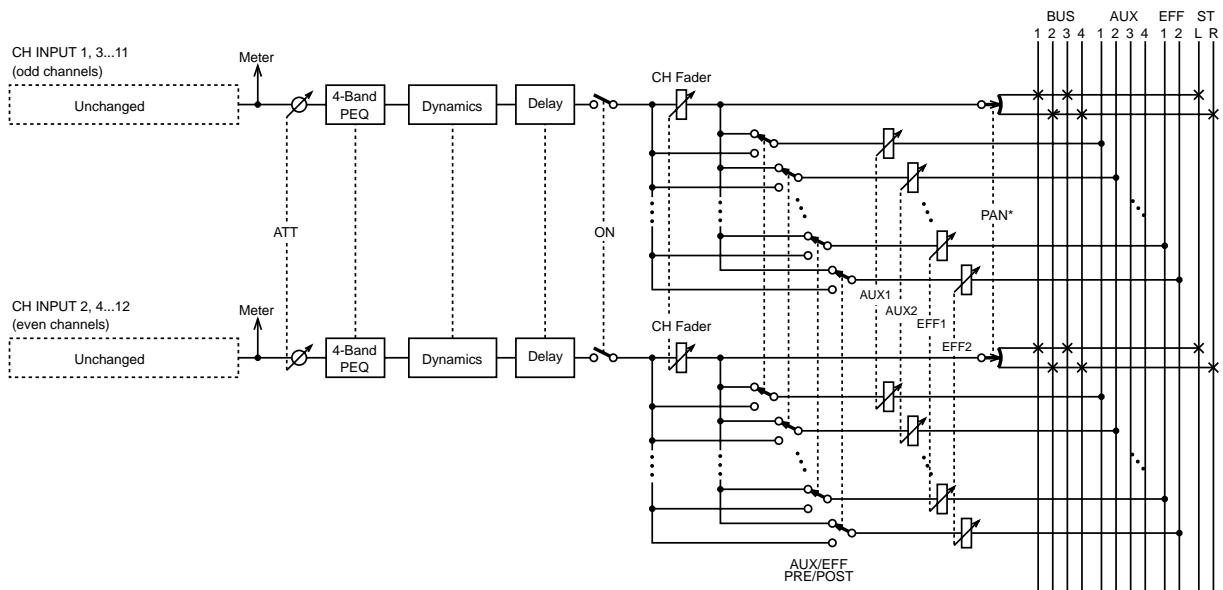 BUS AUX EFF ST
1 2 3 4 1 2 3 4 1 2 L R
CH INPUT 1, 3...11
(odd channels)
Meter
Unchanged
4-Band
PEQ
Dynamics
Delay
CH Fader
ATT
ON
PAN*
AUX1
AUX2
EFF1
EFF2
CH INPUT 2, 4...12
(even channels)
Meter
Unchanged
4-Band
PEQ
Dynamics
Delay
CH Fader
AUX/EFF
PRE/POST